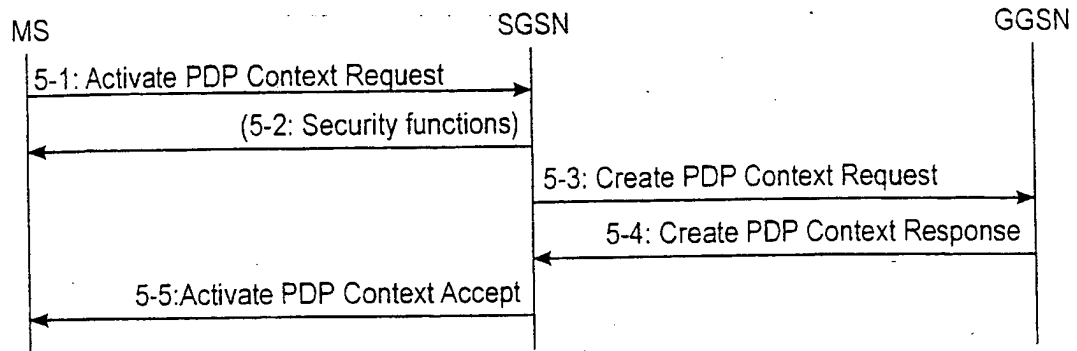 MS
SGSN
GGSN
5-1: Activate PDP Context Request
(5-2: Security functions)
5-3: Create PDP Context Request
5-4: Create PDP Context Response
5-5:Activate PDP Context Accept